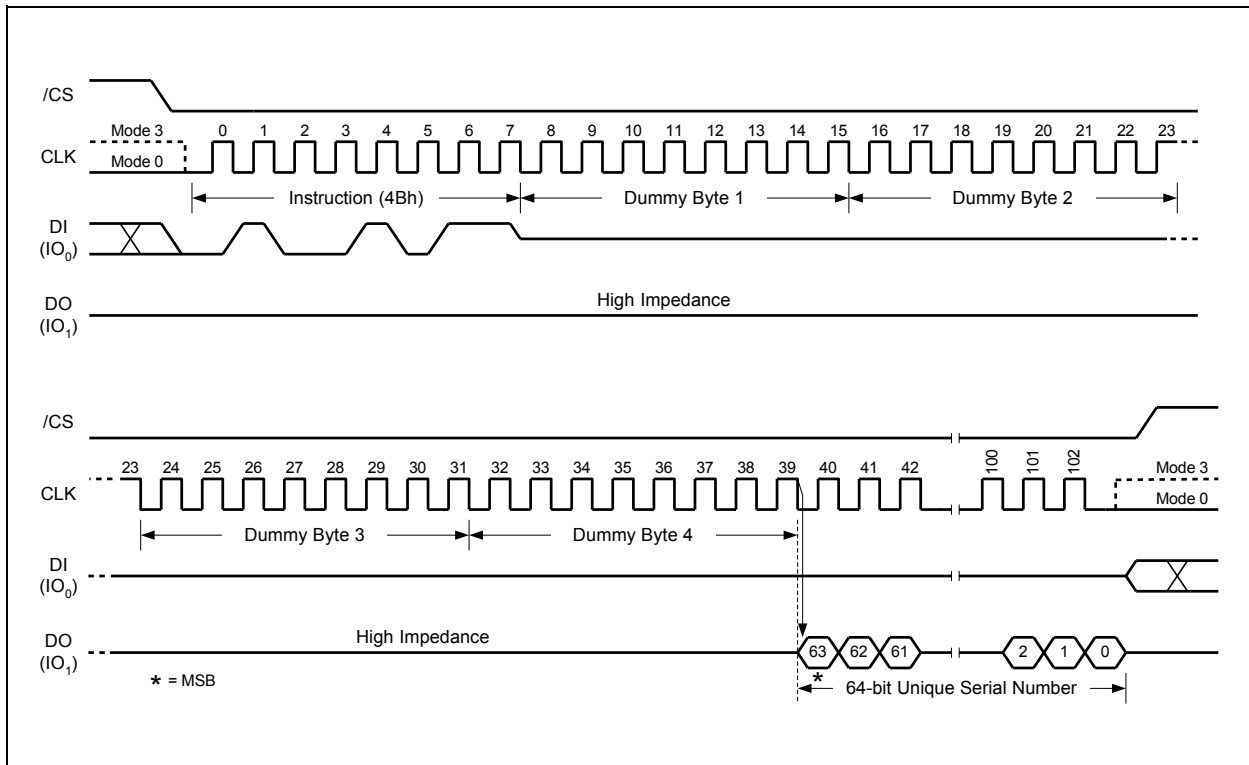 /CS
Mode 3 0 1 2 3 4 5 6 7 8 9 10 11 12 13 14 15 16 17 18 19 20 21 22 23
CLK
Mode 0
Instruction (4Bh) Dummy Byte 1 Dummy Byte 2
DI
(IO0)
High Impedance
DO
(IO1)
/CS
23 24 25 26 27 28 29 30 31 32 33 34 35 36 37 38 39 40 41 42 100 101 102 Mode 3
CLK
Mode 0
Dummy Byte 3 Dummy Byte 4
DI
(IO0)
High Impedance
DO
(IO1)
63 62 61 2 1 0
* = MSB
* 64-bit Unique Serial Number